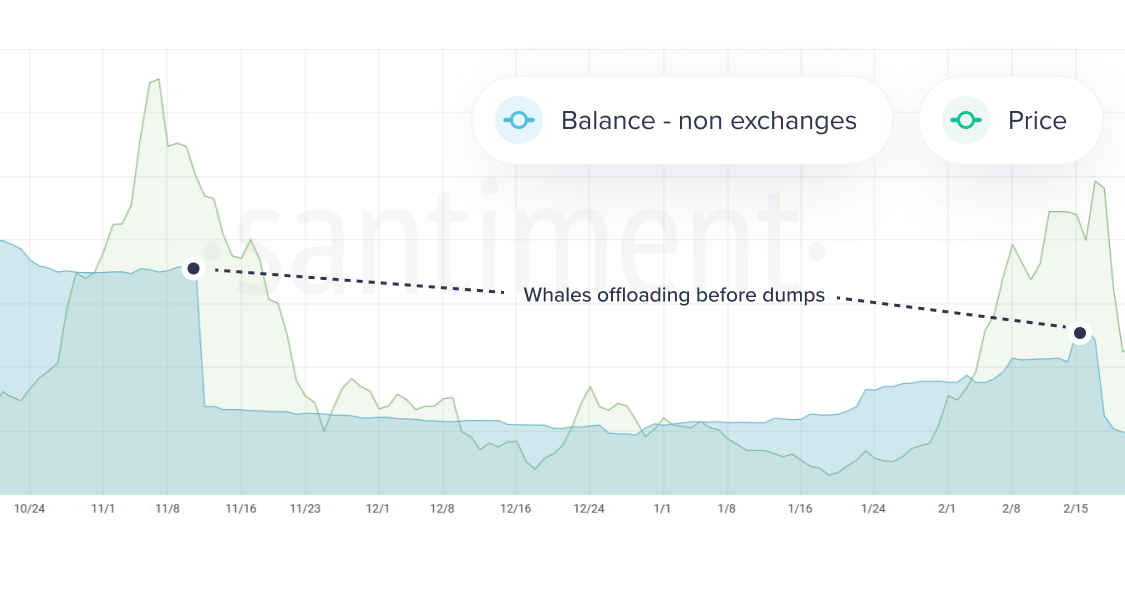 Balance - non exchanges
Price
·santiment·
Whales offloading before dumps
10/24 11/1 11/8 11/16 11/23 12/1 12/8 12/16 12/24 1/1 1/8 1/16 1/24 2/1 2/8 2/15